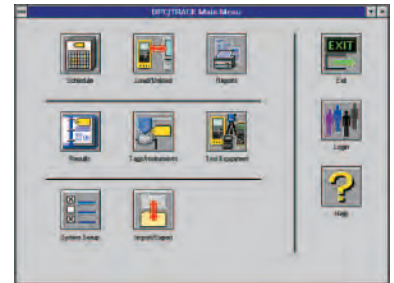 DPC/TRACE Main Menu
Schedule
Load/Unload
Reports
EXIT
Exit
Results
Tags/Instruments
Test Equipment
Login
System Setup
Import/Export
?
Help